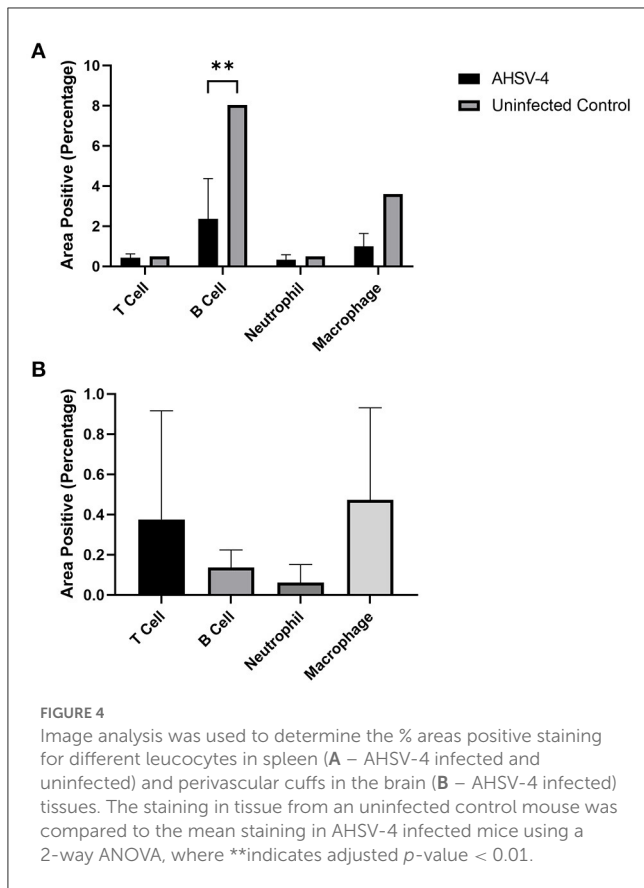 A
**
AHSV-4
Uninfected Control
Area Positive (Percentage)
10
8
6
4
2
0
T Cell
B Cell
Neutrophil
Macrophage
B
Area Positive (Percentage)
1.0
0.8
0.6
0.4
0.2
0.0
T Cell
B Cell
Neutrophil
Macrophage
FIGURE 4
Image analysis was used to determine the % areas positive staining
for different leucocytes in spleen (A – AHSV-4 infected and
uninfected) and perivascular cuffs in the brain (B – AHSV-4 infected)
tissues. The staining in tissue from an uninfected control mouse was
compared to the mean staining in AHSV-4 infected mice using a
2-way ANOVA, where **indicates adjusted p-value < 0.01.